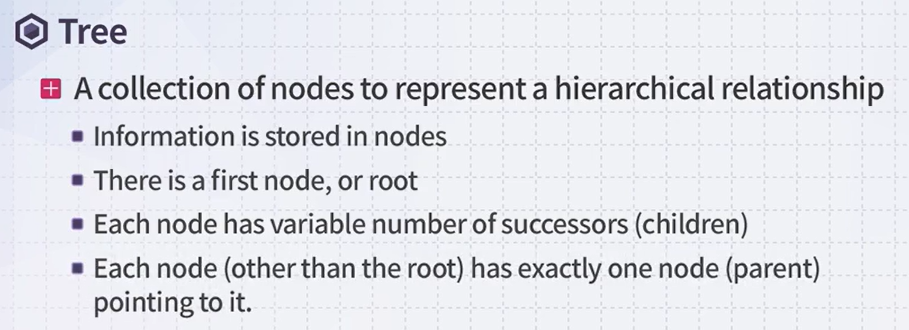 Tree
A collection of nodes to represent a hierarchical relationship
Information is stored in nodes
There is a first node, or root
Each node has variable number of successors (children)
Each node (other than the root) has exactly one node (parent)
pointing to it.